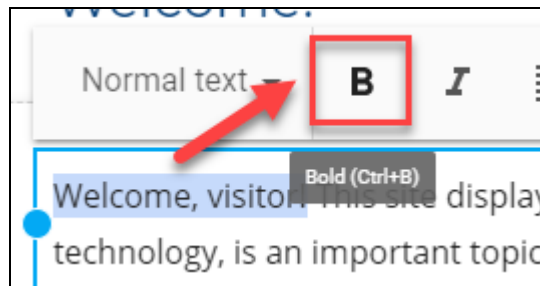 Welcome!
Normal text
B
I
Bold (Ctrl+B)
Welcome, visitor! This site display
technology, is an important topic